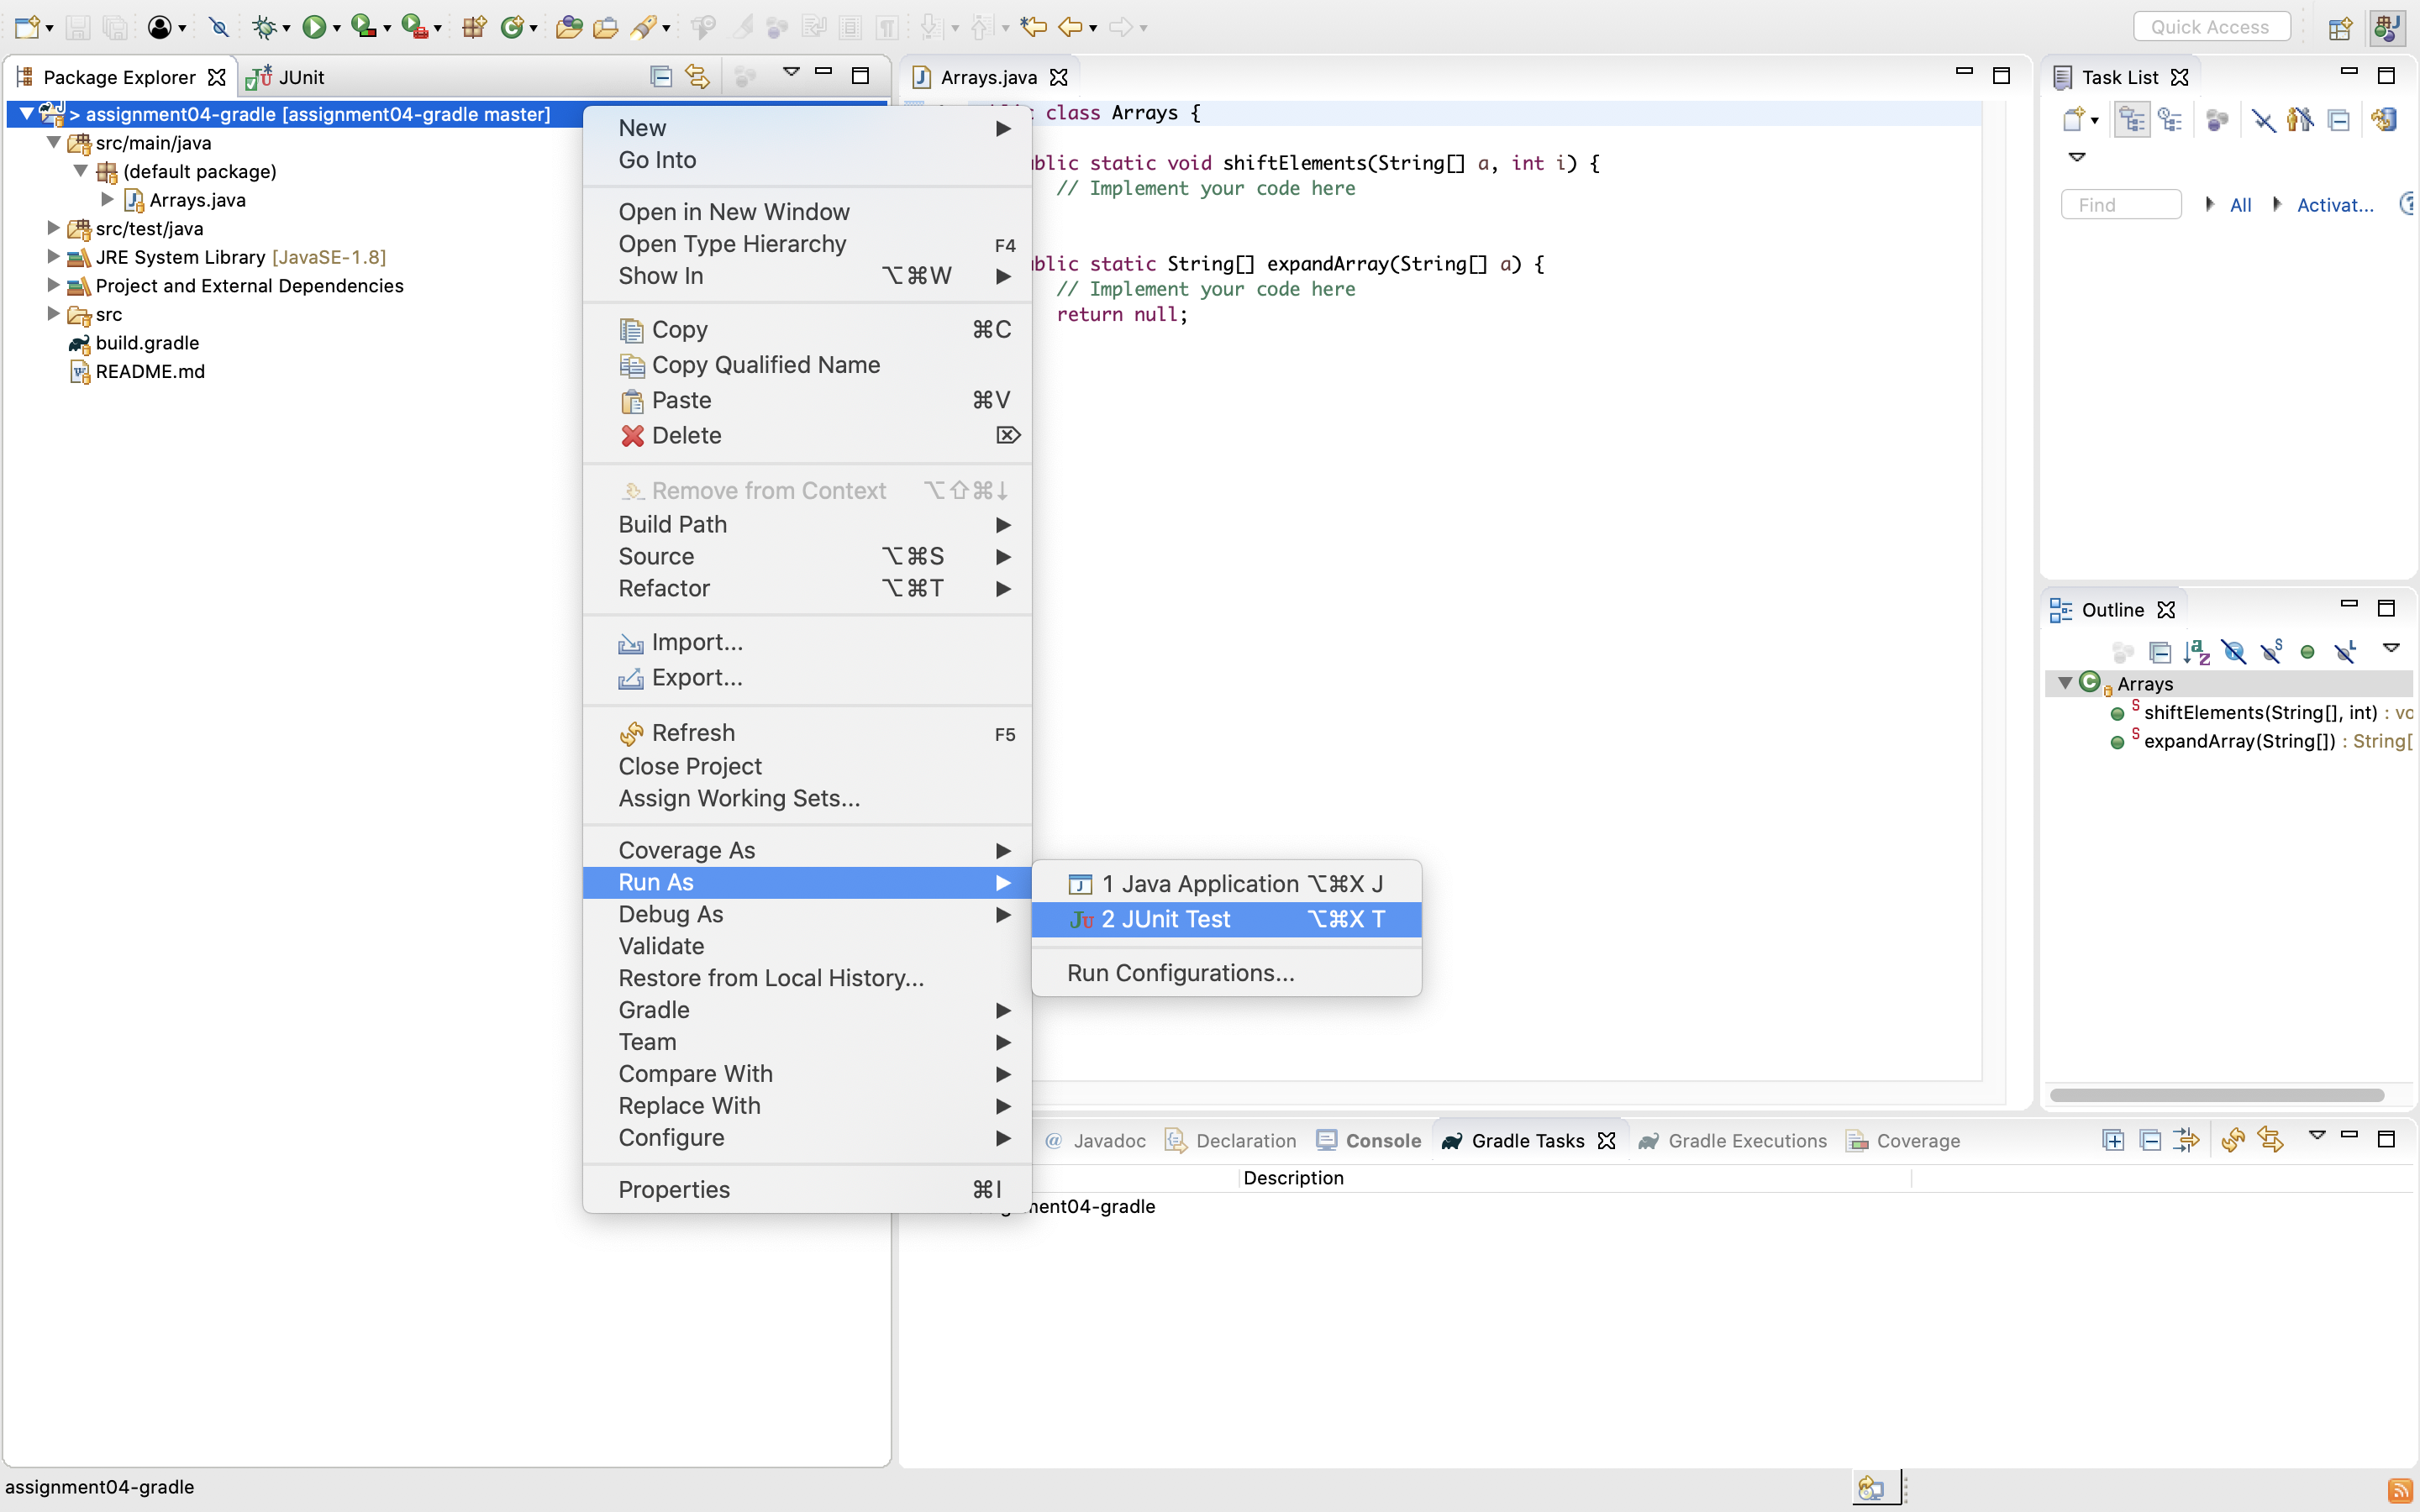 Quick Access
Package Explorer
JUnit
> assignment04-gradle [assignment04-gradle master]
src/main/java
(default package)
Arrays.java
src/test/java
JRE System Library [JavaSE-1.8]
Project and External Dependencies
src
build.gradle
README.md
New
Go Into
Open in New Window
Open Type Hierarchy F4
Show In ⌥⌘W
Copy ⌘C
Copy Qualified Name
Paste ⌘V
Delete ⌦
Remove from Context ⌥⇧⌘↓
Build Path
Source ⌥⌘S
Refactor ⌥⌘T
Import...
Export...
Refresh F5
Close Project
Assign Working Sets...
Coverage As
Run As
Debug As
Validate
Restore from Local History...
Gradle
Team
Compare With
Replace With
Configure
Properties ⌘I
1 Java Application ⌥⌘X J
2 JUnit Test ⌥⌘X T
Run Configurations...
Arrays.java
class Arrays {
blic static void shiftElements(String[] a, int i) {
// Implement your code here
blic static String[] expandArray(String[] a) {
// Implement your code here
return null;
Task List
Find
All
Activat...
Outline
Arrays
shiftElements(String[], int) : vo
expandArray(String[]) : String[
@ Javadoc
Declaration
Console
Gradle Tasks
Gradle Executions
Coverage
Description
ent04-gradle
assignment04-gradle